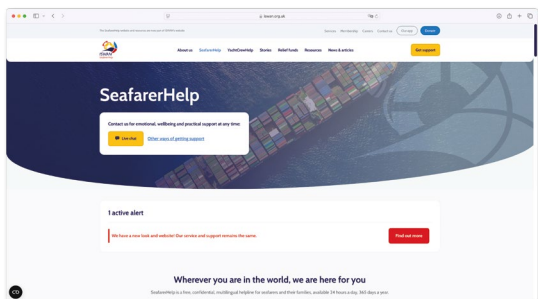 iswan.org.uk
Services Membership Careers Contact us Donate
ISWAN
About us SeafarerHelp YachtCrewHelp Stories Relief funds Resources News & articles Get support
SeafarerHelp
Contact us for emotional, wellbeing and practical support at any time:
Live chat Other ways of getting support
1 active alert
We have a new look and website! Our service and support remains the same. Find out more
Wherever you are in the world, we are here for you
SeafarerHelp is a free, confidential, multilingual helpline for seafarers and their families, available 24 hours a day, 365 days a year.
CD